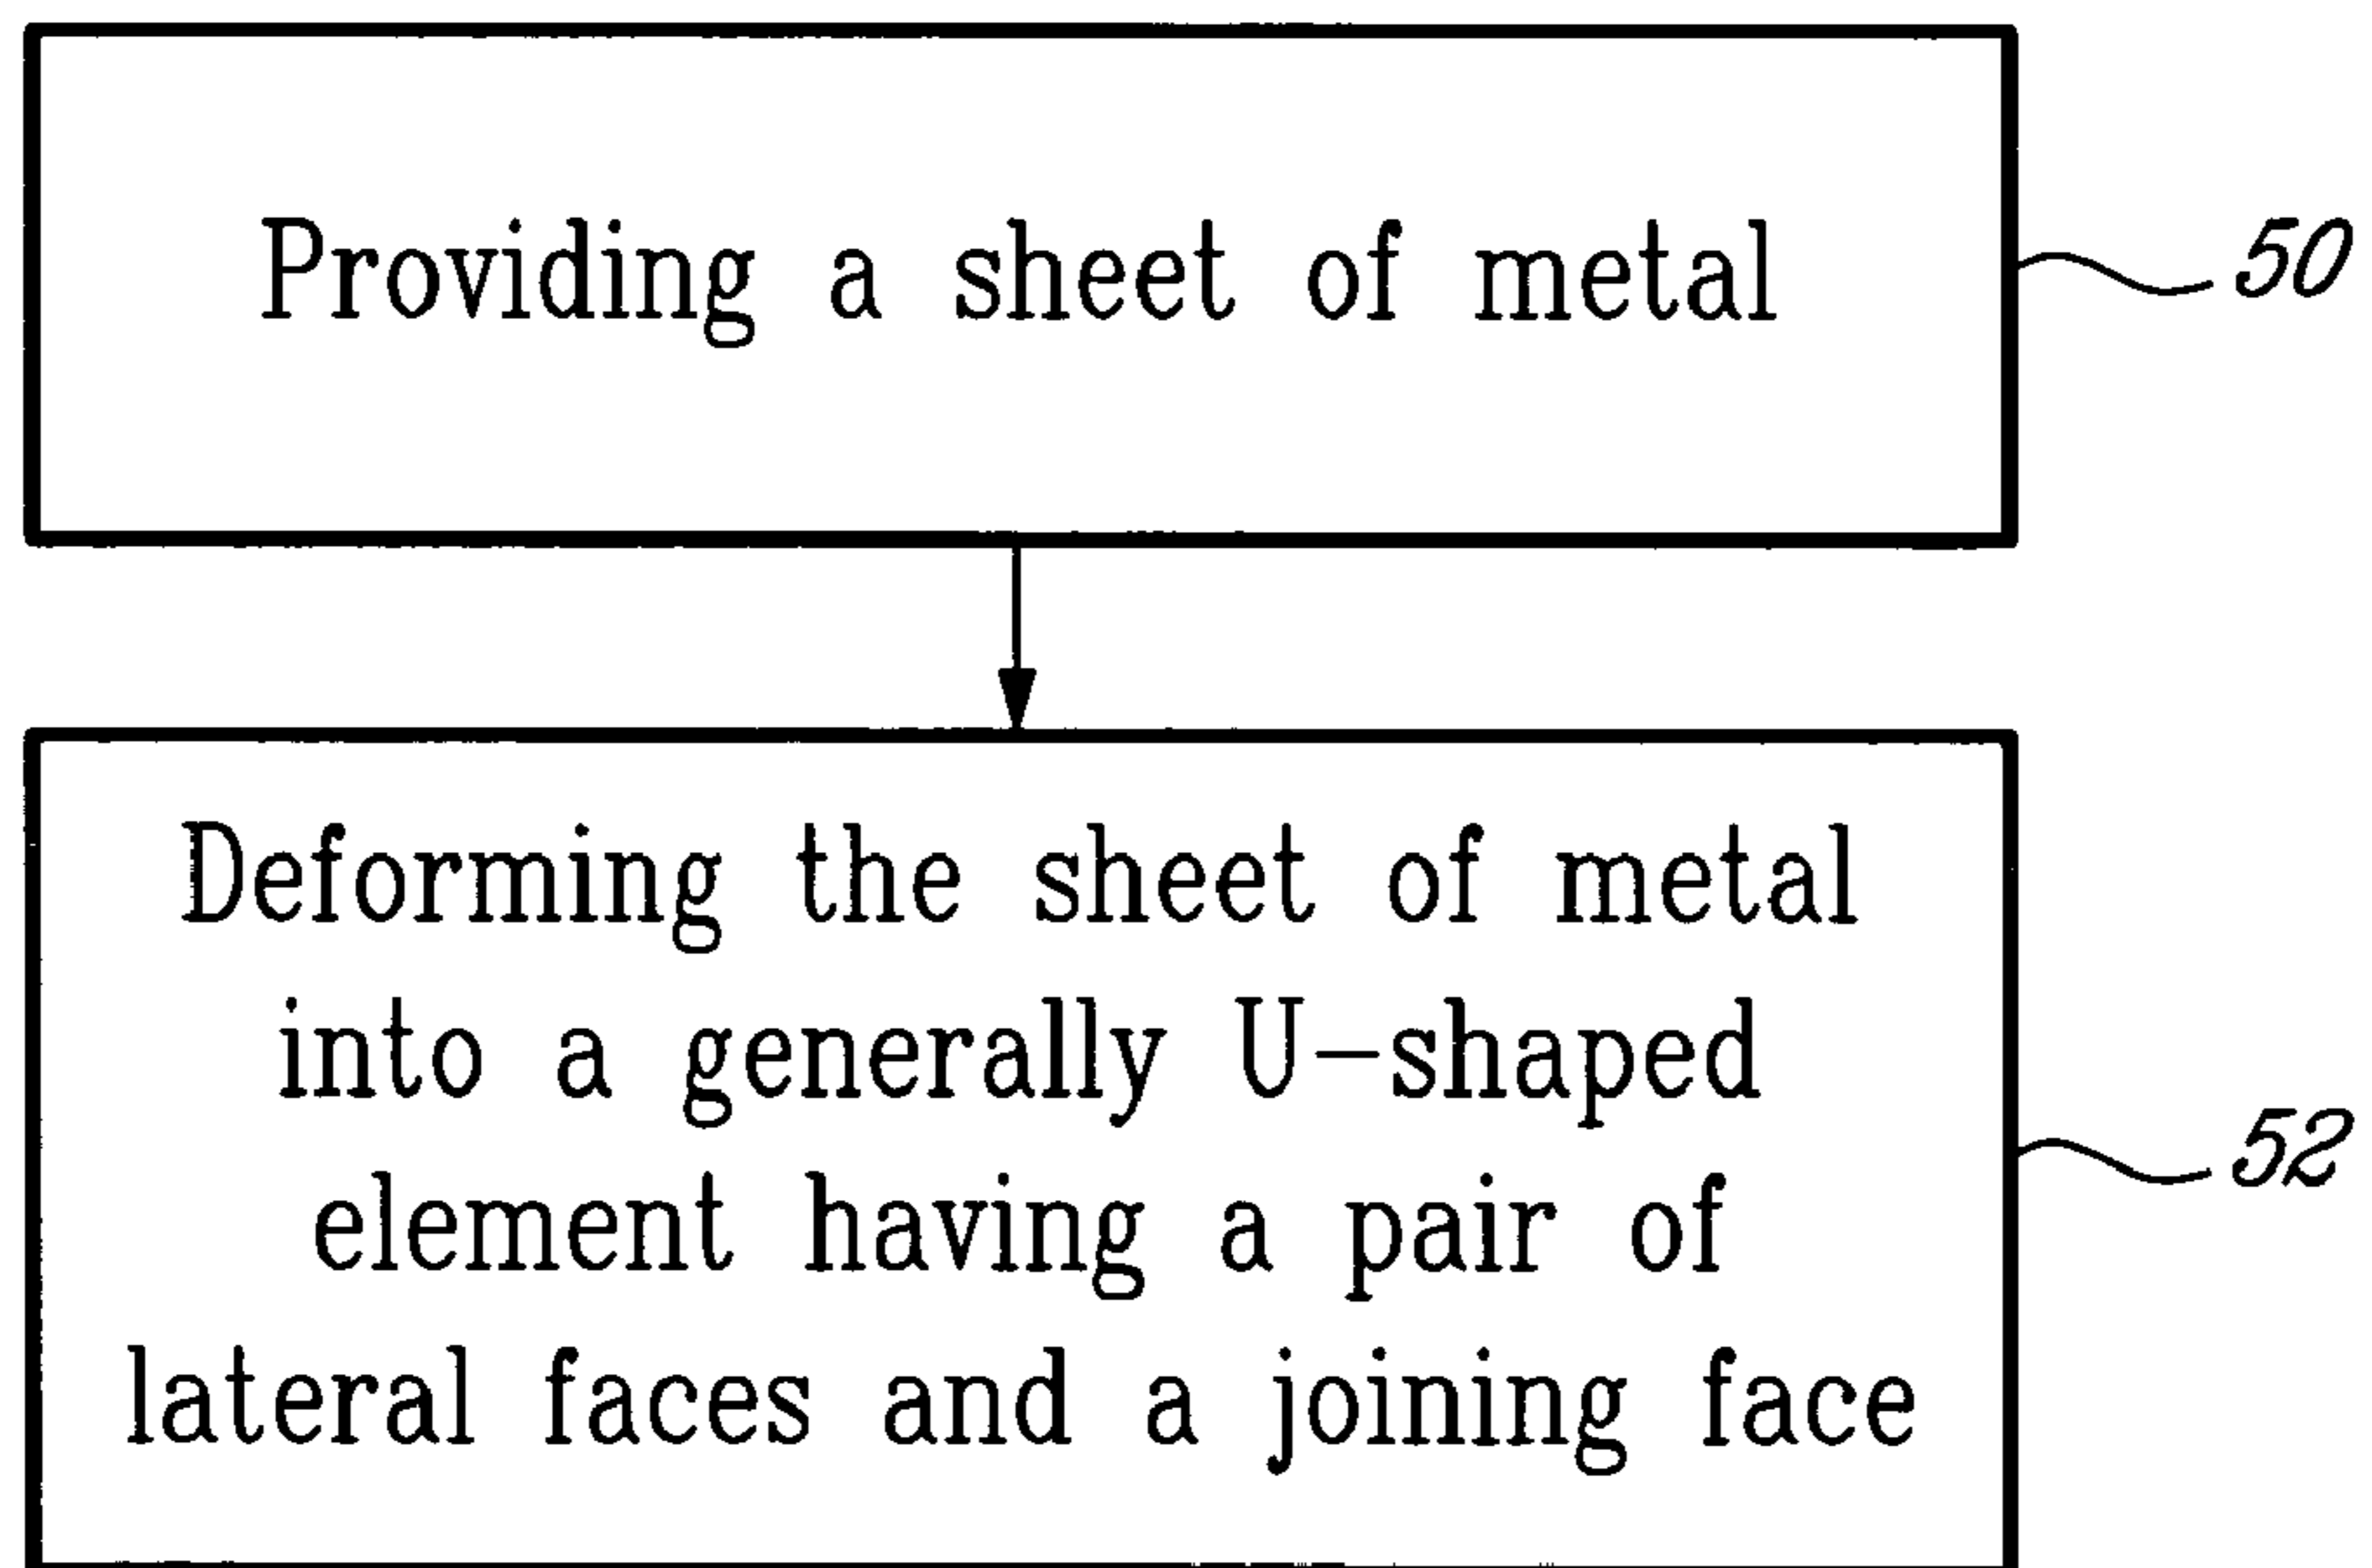 Providing a sheet of metal
50
Deforming the sheet of metal
into a generally U-shaped
element having a pair of
52
lateral faces and a joining face